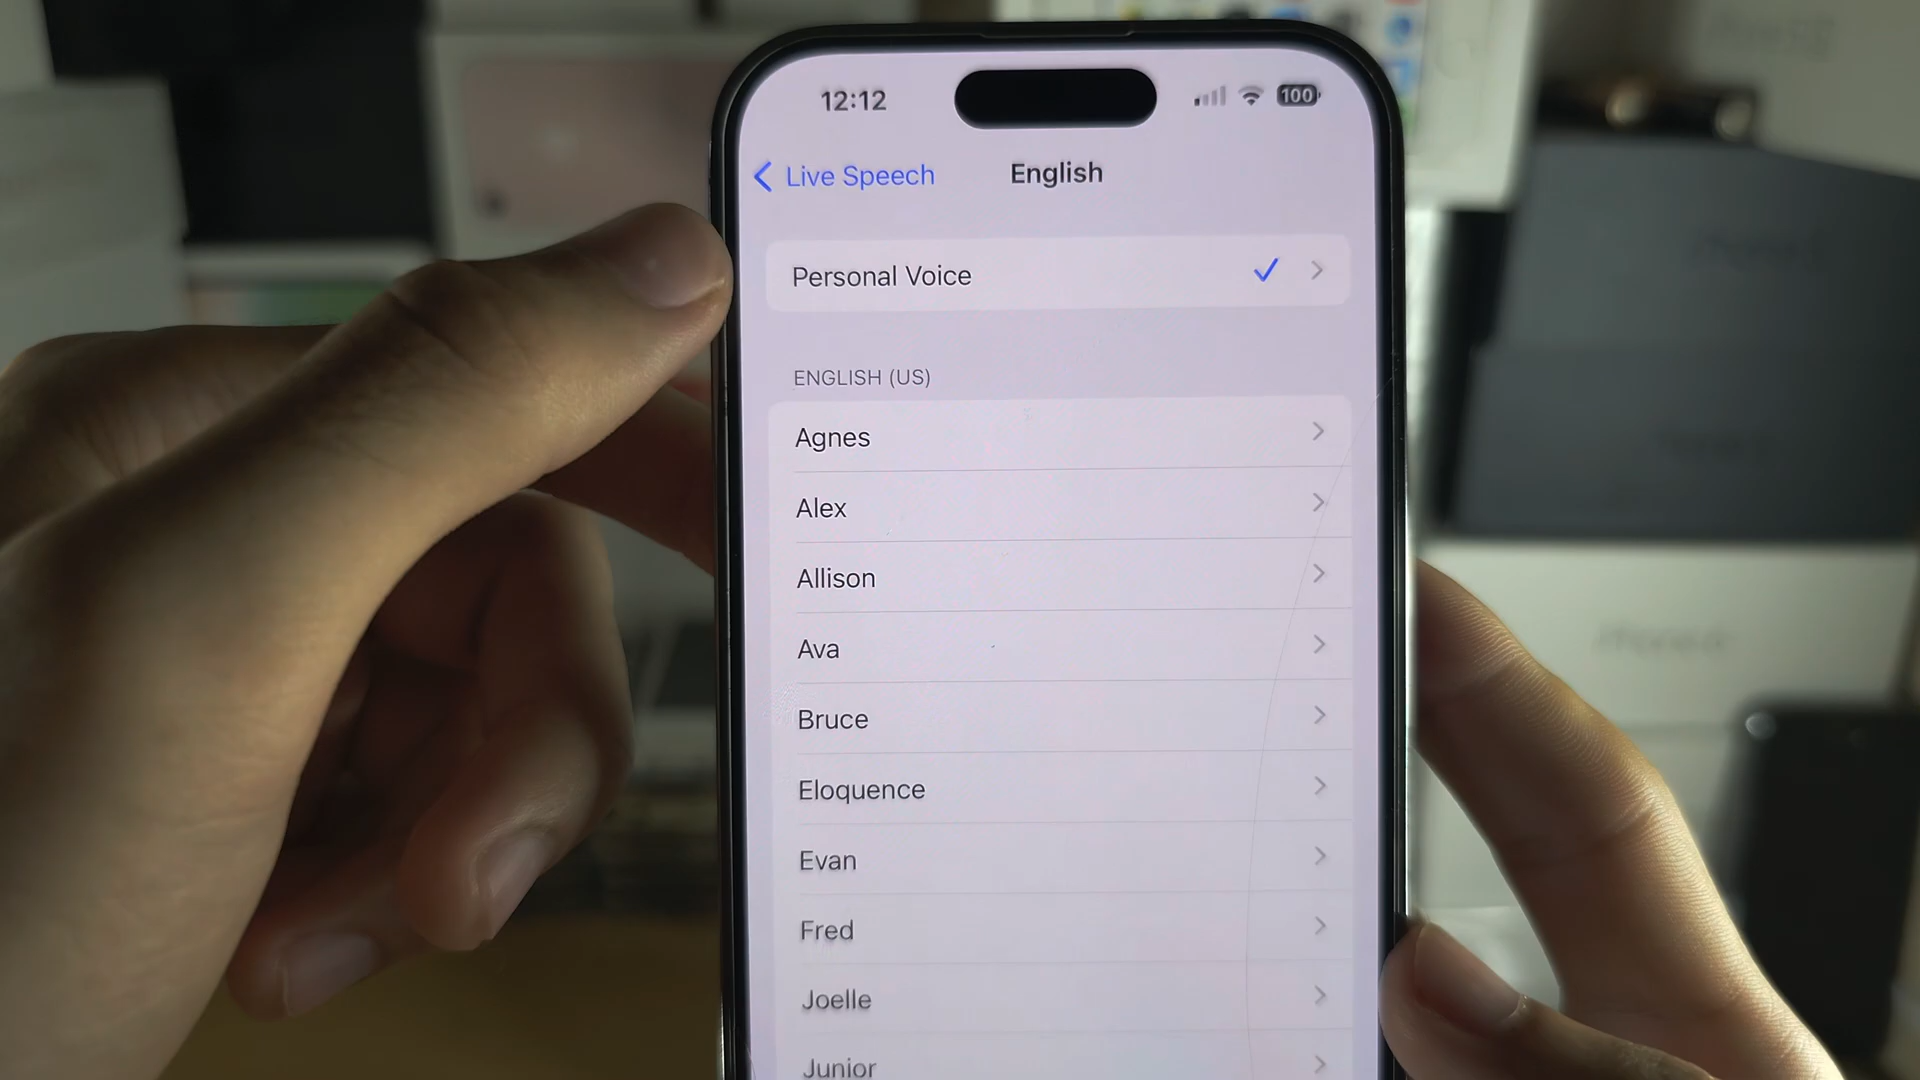 12:12
100
Live Speech
English
Personal Voice
ENGLISH (US)
Agnes
Alex
Allison
Ava
Bruce
Eloquence
Evan
Fred
Joelle
Junior